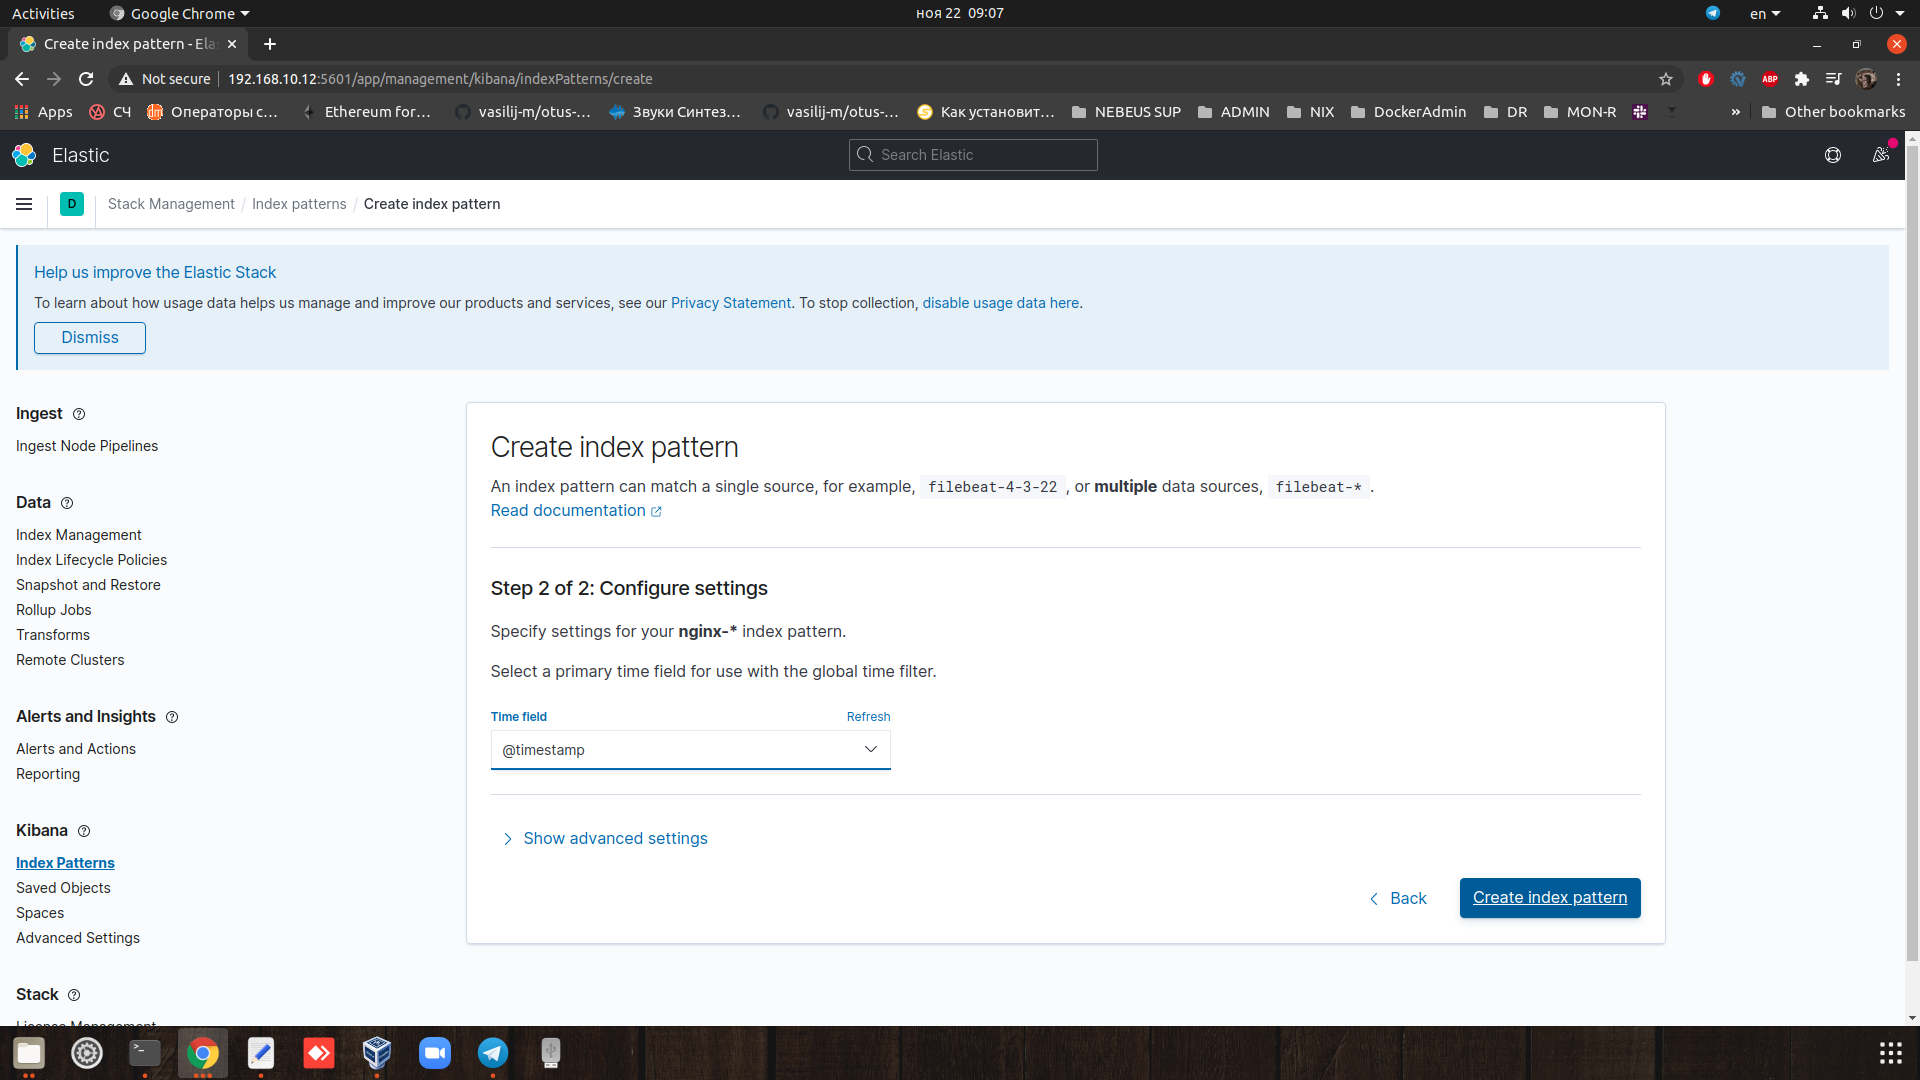 Activities
Google Chrome
ноя 22 09:07
en
Create index pattern - Ela
Not secure
192.168.10.12:5601/app/management/kibana/indexPatterns/create
ABP
Apps
СЧ
Операторы с...
Ethereum for...
vasilij-m/otus-...
Звуки Синтез...
vasilij-m/otus-...
Как установит...
NEBEUS SUP
ADMIN
NIX
DockerAdmin
DR
MON-R
»
Other bookmarks
Elastic
Search Elastic
D
Stack Management / Index patterns / Create index pattern
Help us improve the Elastic Stack
To learn about how usage data helps us manage and improve our products and services, see our Privacy Statement. To stop collection, disable usage data here.
Dismiss
Ingest
Ingest Node Pipelines
Data
Index Management
Index Lifecycle Policies
Snapshot and Restore
Rollup Jobs
Transforms
Remote Clusters
Alerts and Insights
Alerts and Actions
Reporting
Kibana
Index Patterns
Saved Objects
Spaces
Advanced Settings
Stack
License Management
Create index pattern
An index pattern can match a single source, for example, filebeat-4-3-22 , or multiple data sources, filebeat-* .
Read documentation
Step 2 of 2: Configure settings
Specify settings for your nginx-* index pattern.
Select a primary time field for use with the global time filter.
Time field
Refresh
@timestamp
Show advanced settings
Back
Create index pattern